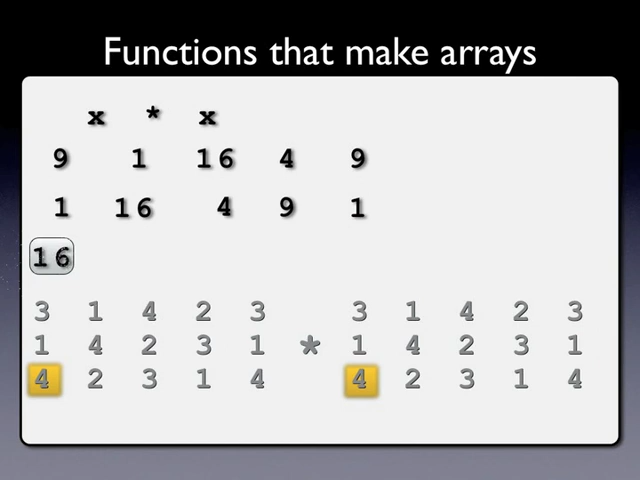 Functions that make arrays
x * x
9 1 16 4 9
1 16 4 9 1
16
3 1 4 2 3 3 1 4 2 3
1 4 2 3 1 * 1 4 2 3 1
4 2 3 1 4 4 2 3 1 4